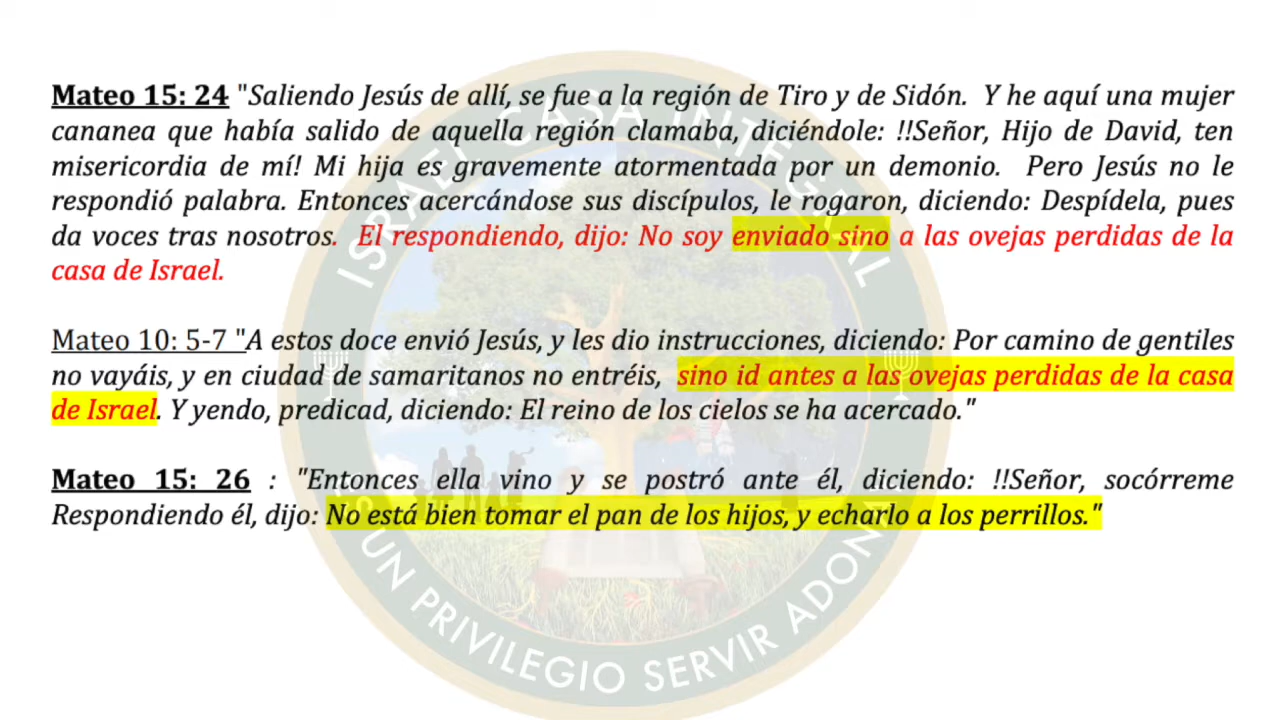 Mateo 15: 24 "Saliendo Jesús de allí, se fue a la región de Tiro y de Sidón. Y he aquí una mujer
cananea que había salido de aquella región clamaba, diciéndole: !!Señor, Hijo de David, ten
misericordia de mí! Mi hija es gravemente atormentada por un demonio. Pero Jesús no le
respondió palabra. Entonces acercándose sus discípulos, le rogaron, diciendo: Despídela, pues
da voces tras nosotros. El respondiendo, dijo: No soy enviado sino a las ovejas perdidas de la
casa de Israel.
Mateo 10: 5-7 "A estos doce envió Jesús, y les dio instrucciones, diciendo: Por camino de gentiles
no vayáis, y en ciudad de samaritanos no entréis, sino id antes a las ovejas perdidas de la casa
de Israel. Y yendo, predicad, diciendo: El reino de los cielos se ha acercado."
Mateo 15: 26 : "Entonces ella vino y se postró ante él, diciendo: !!Señor, socórreme
Respondiendo él, dijo: No está bien tomar el pan de los hijos, y echarlo a los perrillos."
ISRAEL CASA INTEGRAL
UN PRIVILEGIO SERVIR